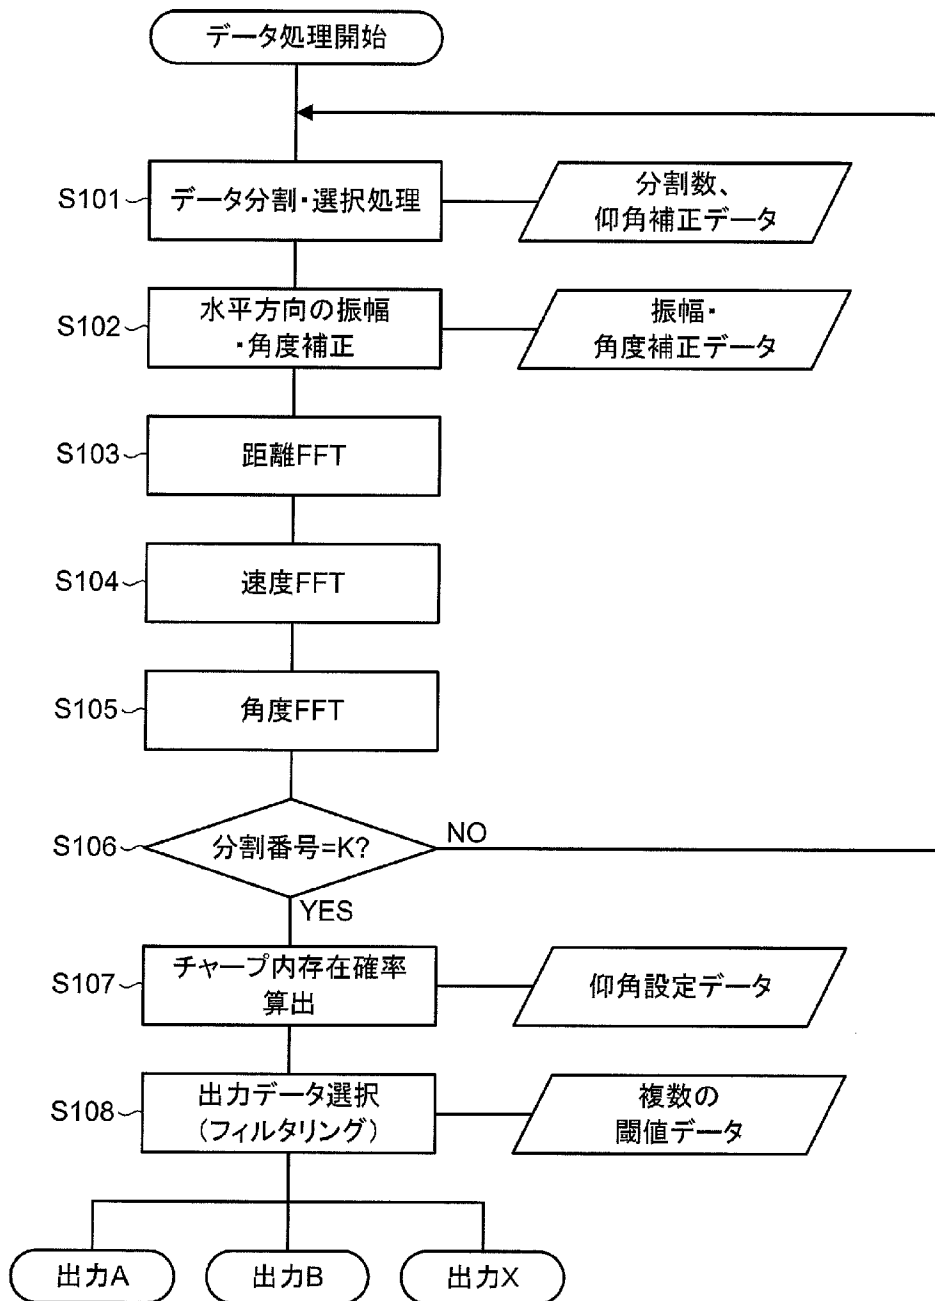 データ処理開始
S101
データ分割・選択処理
分割数、
仰角補正データ
S102
水平方向の振幅
・角度補正
振幅・
角度補正データ
S103
距離FFT
S104
速度FFT
S105
角度FFT
S106
分割番号=K?
NO
YES
S107
チャープ内存在確率
算出
仰角設定データ
S108
出力データ選択
(フィルタリング)
複数の
閾値データ
出力A
出力B
出力X